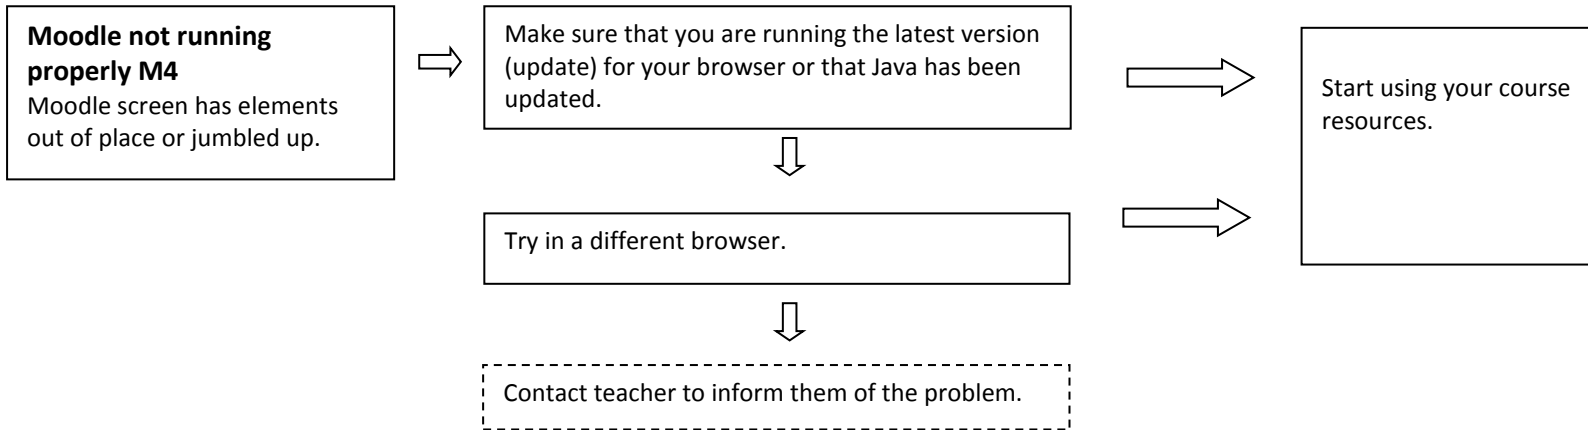 Moodle not running
properly M4
Moodle screen has elements
out of place or jumbled up.
Make sure that you are running the latest version
(update) for your browser or that Java has been
updated.
Start using your course
resources.
Try in a different browser.
Contact teacher to inform them of the problem.